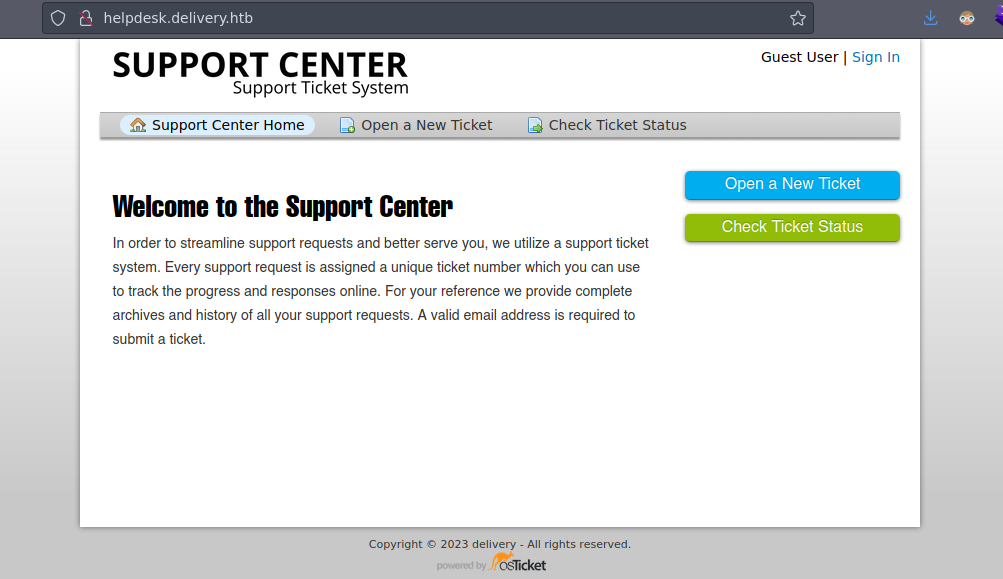 helpdesk.delivery.htb
SUPPORT CENTER
Support Ticket System
Guest User | Sign In
Support Center Home Open a New Ticket Check Ticket Status
Open a New Ticket
Check Ticket Status
Welcome to the Support Center
In order to streamline support requests and better serve you, we utilize a support ticket
system. Every support request is assigned a unique ticket number which you can use
to track the progress and responses online. For your reference we provide complete
archives and history of all your support requests. A valid email address is required to
submit a ticket.
Copyright © 2023 delivery - All rights reserved.
powered by osTicket